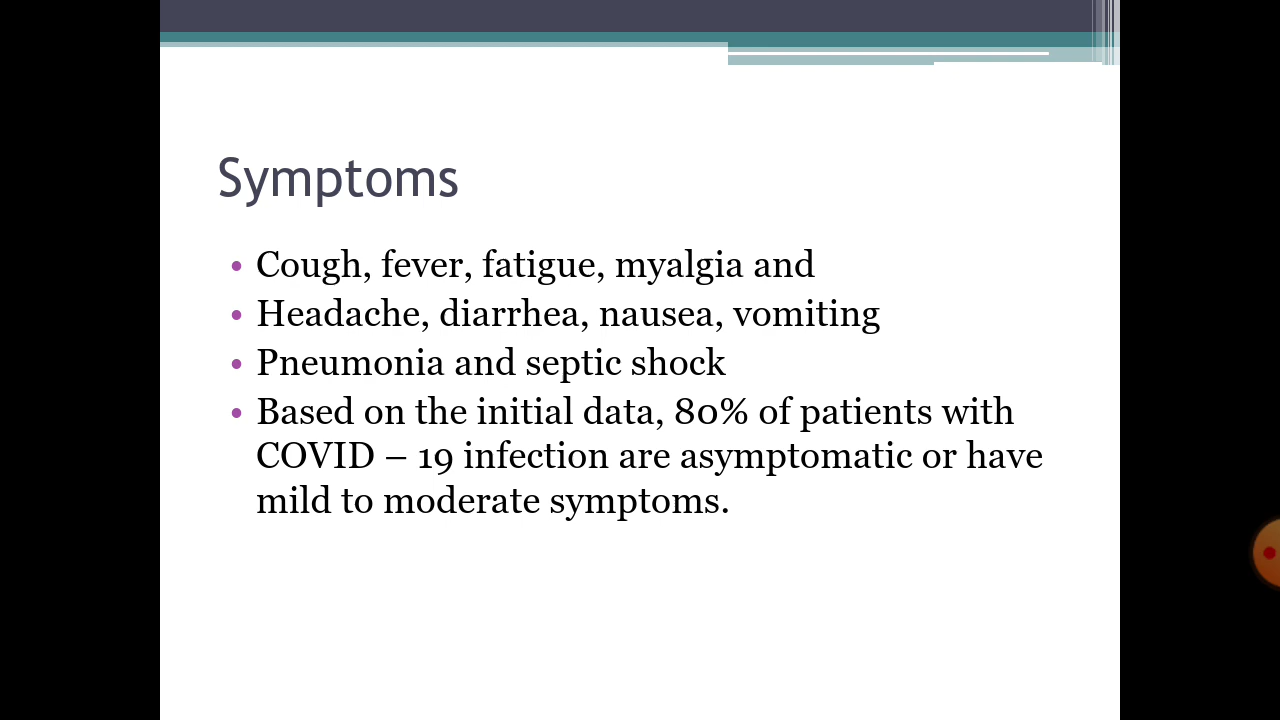 Symptoms
• Cough, fever, fatigue, myalgia and
• Headache, diarrhea, nausea, vomiting
• Pneumonia and septic shock
• Based on the initial data, 80% of patients with
COVID – 19 infection are asymptomatic or have
mild to moderate symptoms.